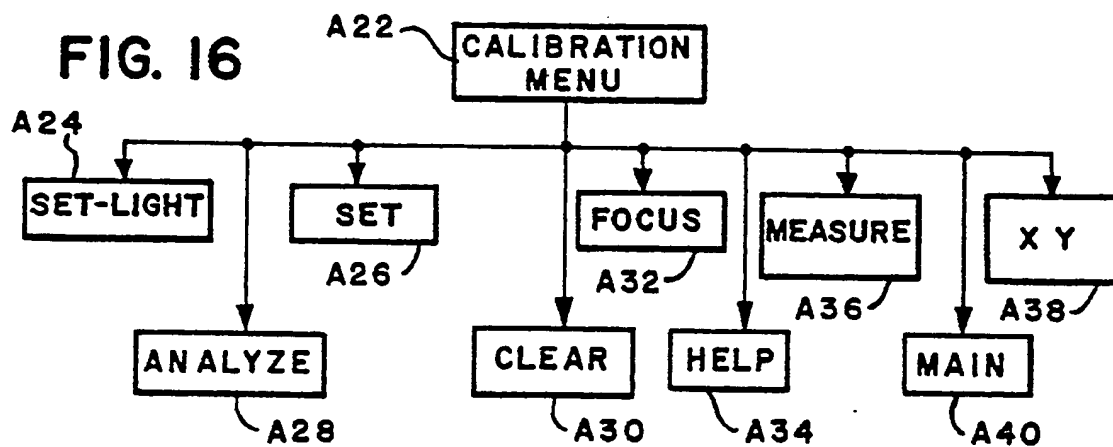 FIG. 16
A22
CALIBRATION
MENU
A24
SET-LIGHT
SET
A26
FOCUS
A32
MEASURE
A36
X Y
A38
ANALYZE
A28
CLEAR
A30
HELP
A34
MAIN
A40